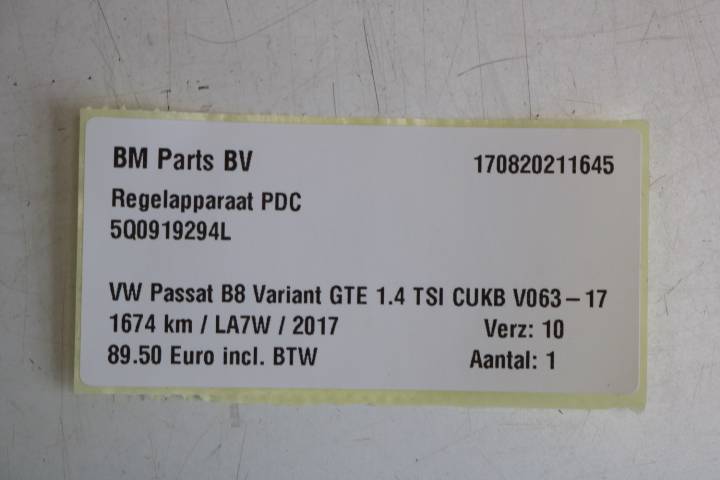 BM Parts BV 170820211645
Regelapparaat PDC
5Q0919294L
VW Passat B8 Variant GTE 1.4 TSI CUKB V063-17
1674 km / LA7W / 2017 Verz: 10
89.50 Euro incl. BTW Aantal: 1